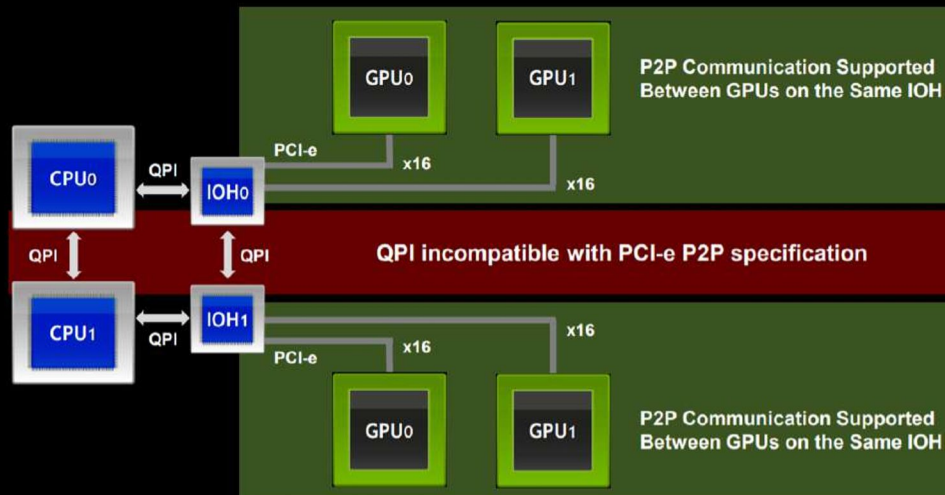 GPU0
GPU1
P2P Communication Supported
Between GPUs on the Same IOH
PCI-e
x16
x16
CPU0
QPI
IOH0
QPI
QPI
QPI incompatible with PCI-e P2P specification
CPU1
QPI
IOH1
PCI-e
x16
x16
GPU0
GPU1
P2P Communication Supported
Between GPUs on the Same IOH